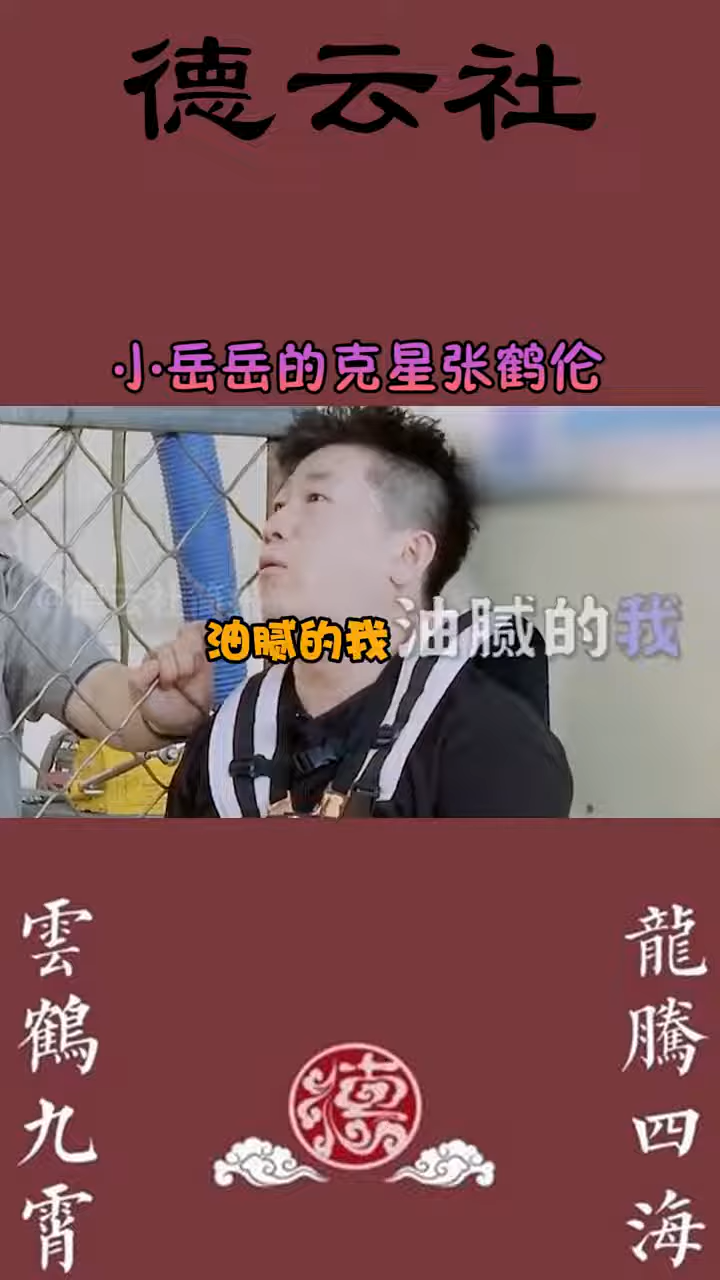 德云社
小岳岳的克星张鹤伦
油腻的我
油腻的我
雲鶴九霄
龍騰四海
德